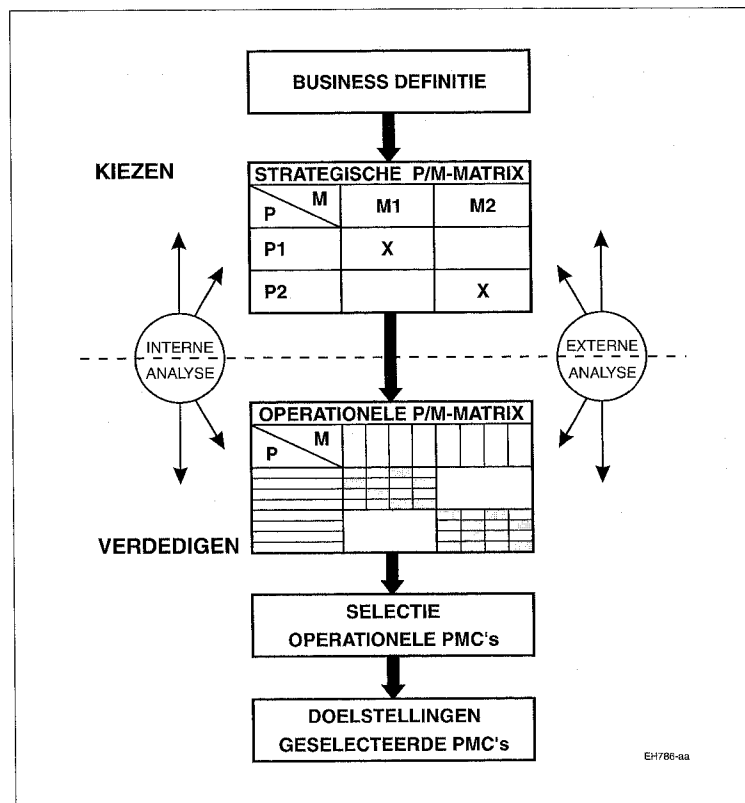 BUSINESS DEFINITIE
KIEZEN
STRATEGISCHE P/M-MATRIX
M
P
M1
M2
P1
X
P2
X
INTERNE
ANALYSE
EXTERNE
ANALYSE
OPERATIONELE P/M-MATRIX
M
P
VERDEDIGEN
SELECTIE
OPERATIONELE PMC's
DOELSTELLINGEN
GESELECTEERDE PMC's
EH786-aa